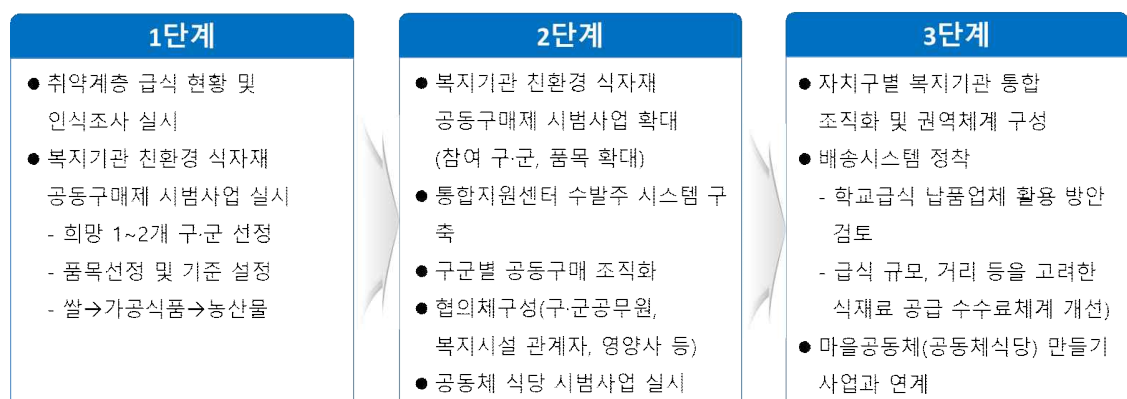 1단계
● 취약계층 급식 현황 및
인식조사 실시
● 복지기관 친환경 식자재
공동구매제 시범사업 실시
- 희망 1~2개 구·군 선정
- 품목선정 및 기준 설정
- 쌀→가공식품→농산물
2단계
● 복지기관 친환경 식자재
공동구매제 시범사업 확대
(참여 구·군, 품목 확대)
● 통합지원센터 수발주 시스템 구
축
● 구군별 공동구매 조직화
● 협의체구성(구·군공무원,
복지시설 관계자, 영양사 등)
● 공동체 식당 시범사업 실시
3단계
● 자치구별 복지기관 통합
조직화 및 권역체계 구성
● 배송시스템 정착
- 학교급식 납품업체 활용 방안
검토
- 급식 규모, 거리 등을 고려한
식재료 공급 수수료체계 개선)
● 마을공동체(공동체식당) 만들기
사업과 연계